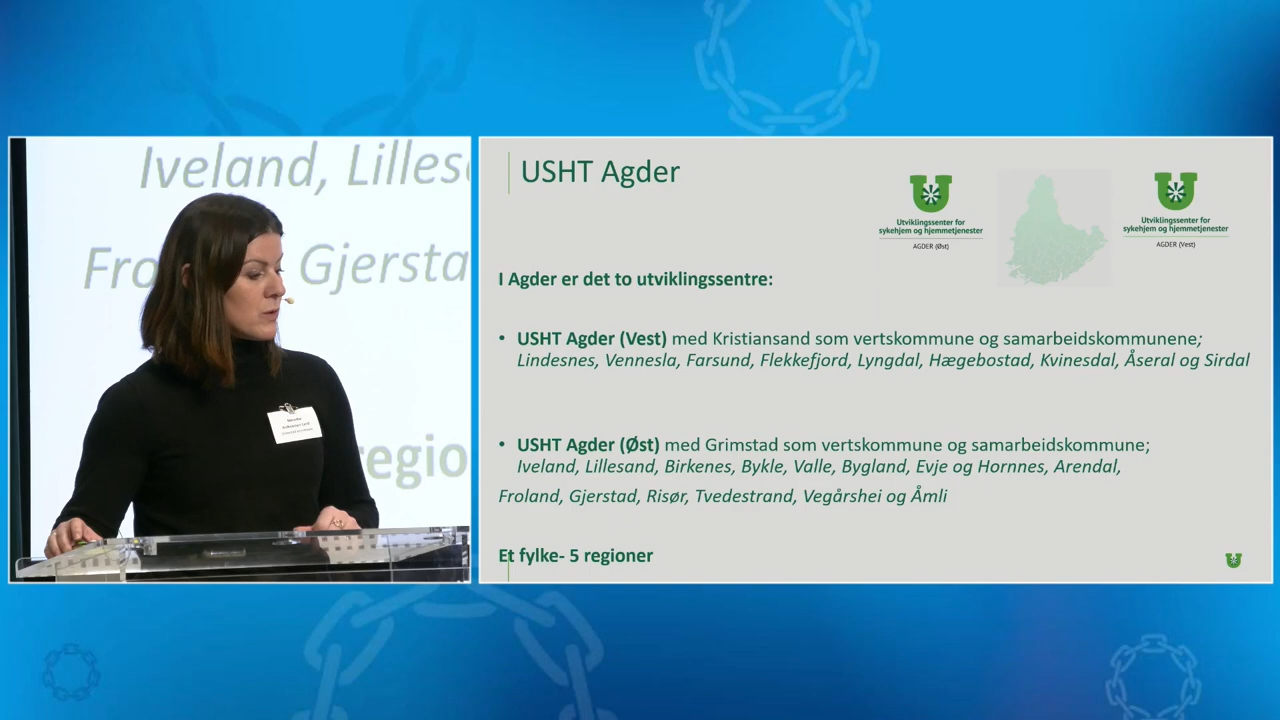 Iveland, Lilles
Fro Gjersta
regio
USHT Agder
Utviklingssenter for
sykehjem og hjemmetjenester
AGDER (Øst)
Utviklingssenter for
sykehjem og hjemmetjenester
AGDER (Vest)
I Agder er det to utviklingssentre:
• USHT Agder (Vest) med Kristiansand som vertskommune og samarbeidskommunene;
Lindesnes, Vennesla, Farsund, Flekkefjord, Lyngdal, Hægebostad, Kvinesdal, Åseral og Sirdal
• USHT Agder (Øst) med Grimstad som vertskommune og samarbeidskommune;
Iveland, Lillesand, Birkenes, Bykle, Valle, Bygland, Evje og Hornnes, Arendal,
Froland, Gjerstad, Risør, Tvedestrand, Vegårshei og Åmli
Et fylke- 5 regioner